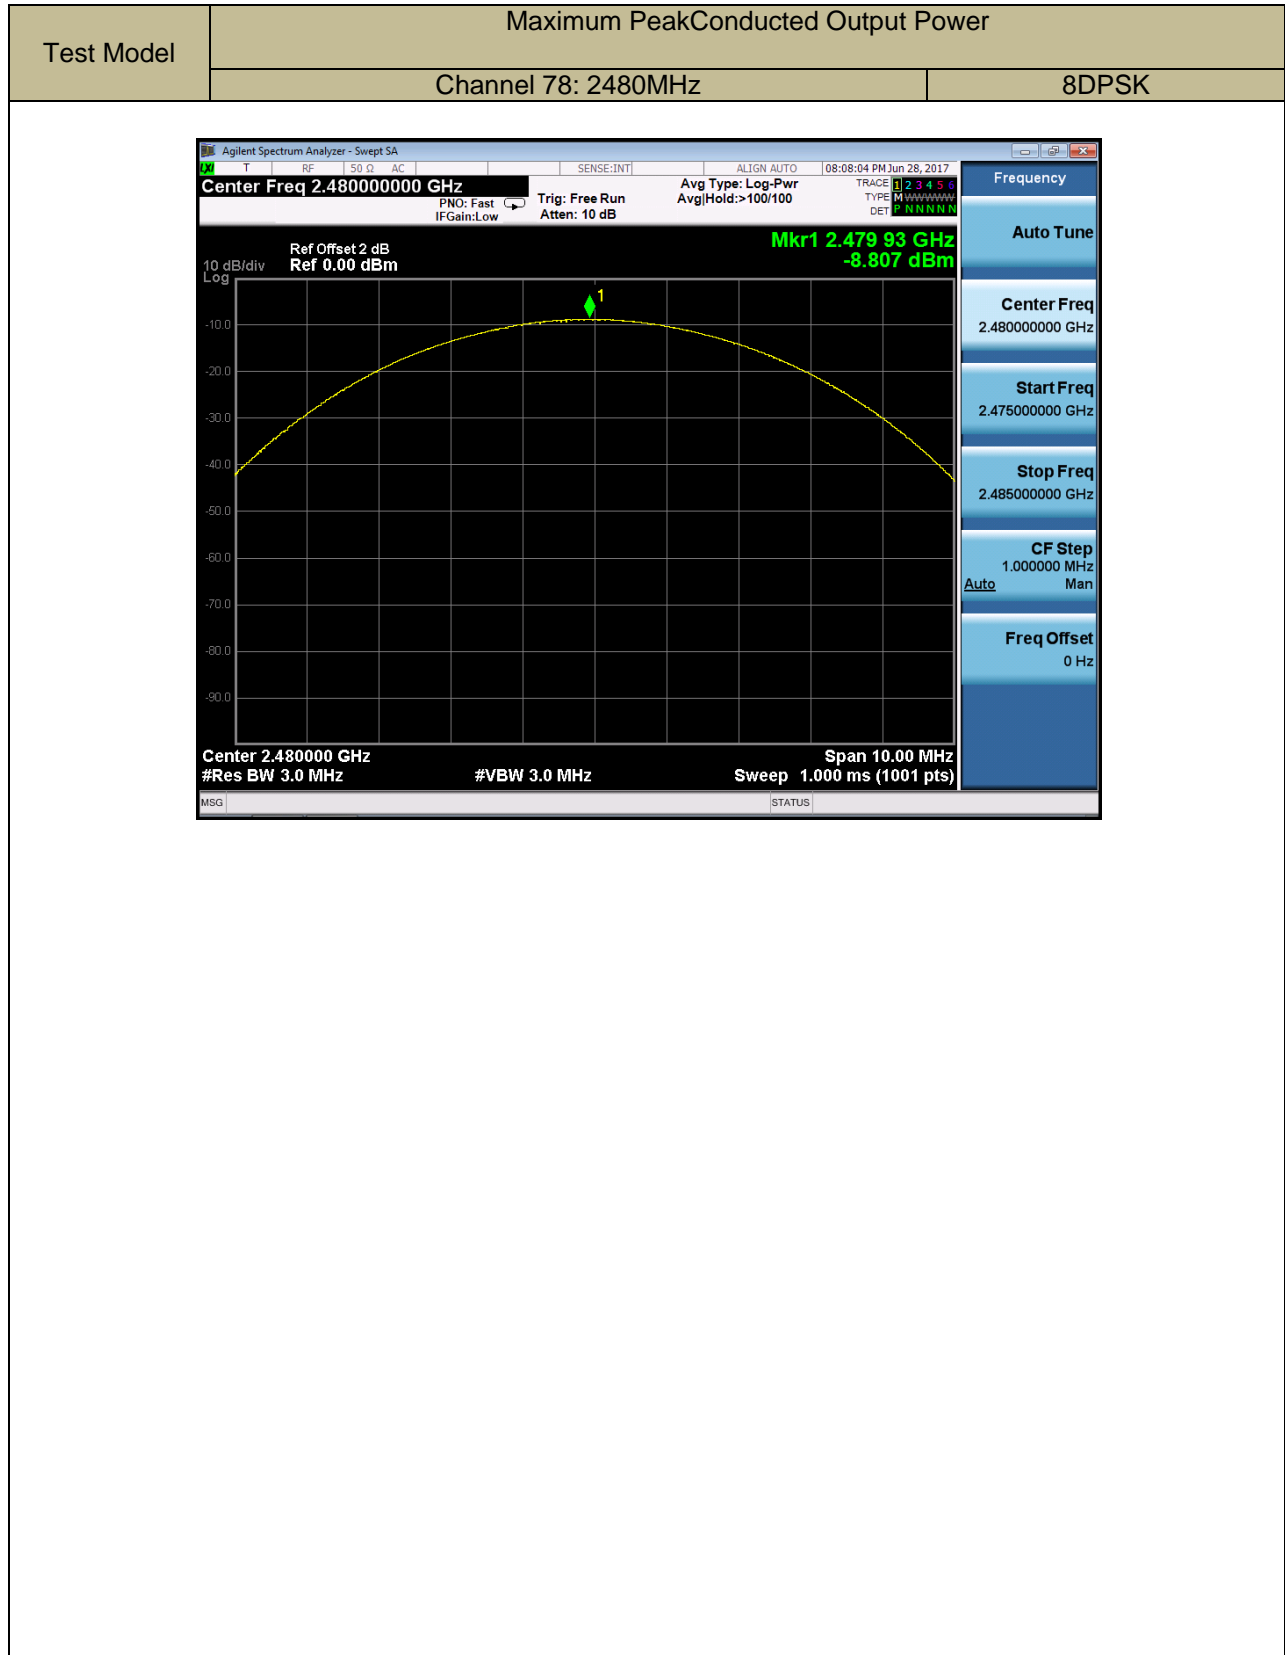 Test Model
Maximum PeakConducted Output Power
Channel 78: 2480MHz
8DPSK
Agilent Spectrum Analyzer - Swept SA
LXI T RF 50 Ω AC SENSE:INT ALIGN AUTO 08:08:04 PM Jun 28, 2017
Center Freq 2.480000000 GHz
PNO: Fast
IFGain:Low
Trig: Free Run
Atten: 10 dB
Avg Type: Log-Pwr
Avg|Hold:>100/100
TRACE 1 2 3 4 5 6
TYPE M WWWWW
DET P N N N N N
Mkr1 2.479 93 GHz
-8.807 dBm
Ref Offset 2 dB
10 dB/div Ref 0.00 dBm
Log
1
-10.0
-20.0
-30.0
-40.0
-50.0
-60.0
-70.0
-80.0
-90.0
Center 2.480000 GHz Span 10.00 MHz
#Res BW 3.0 MHz #VBW 3.0 MHz Sweep 1.000 ms (1001 pts)
MSG STATUS
Frequency
Auto Tune
Center Freq
2.480000000 GHz
Start Freq
2.475000000 GHz
Stop Freq
2.485000000 GHz
CF Step
1.000000 MHz
Auto Man
Freq Offset
0 Hz